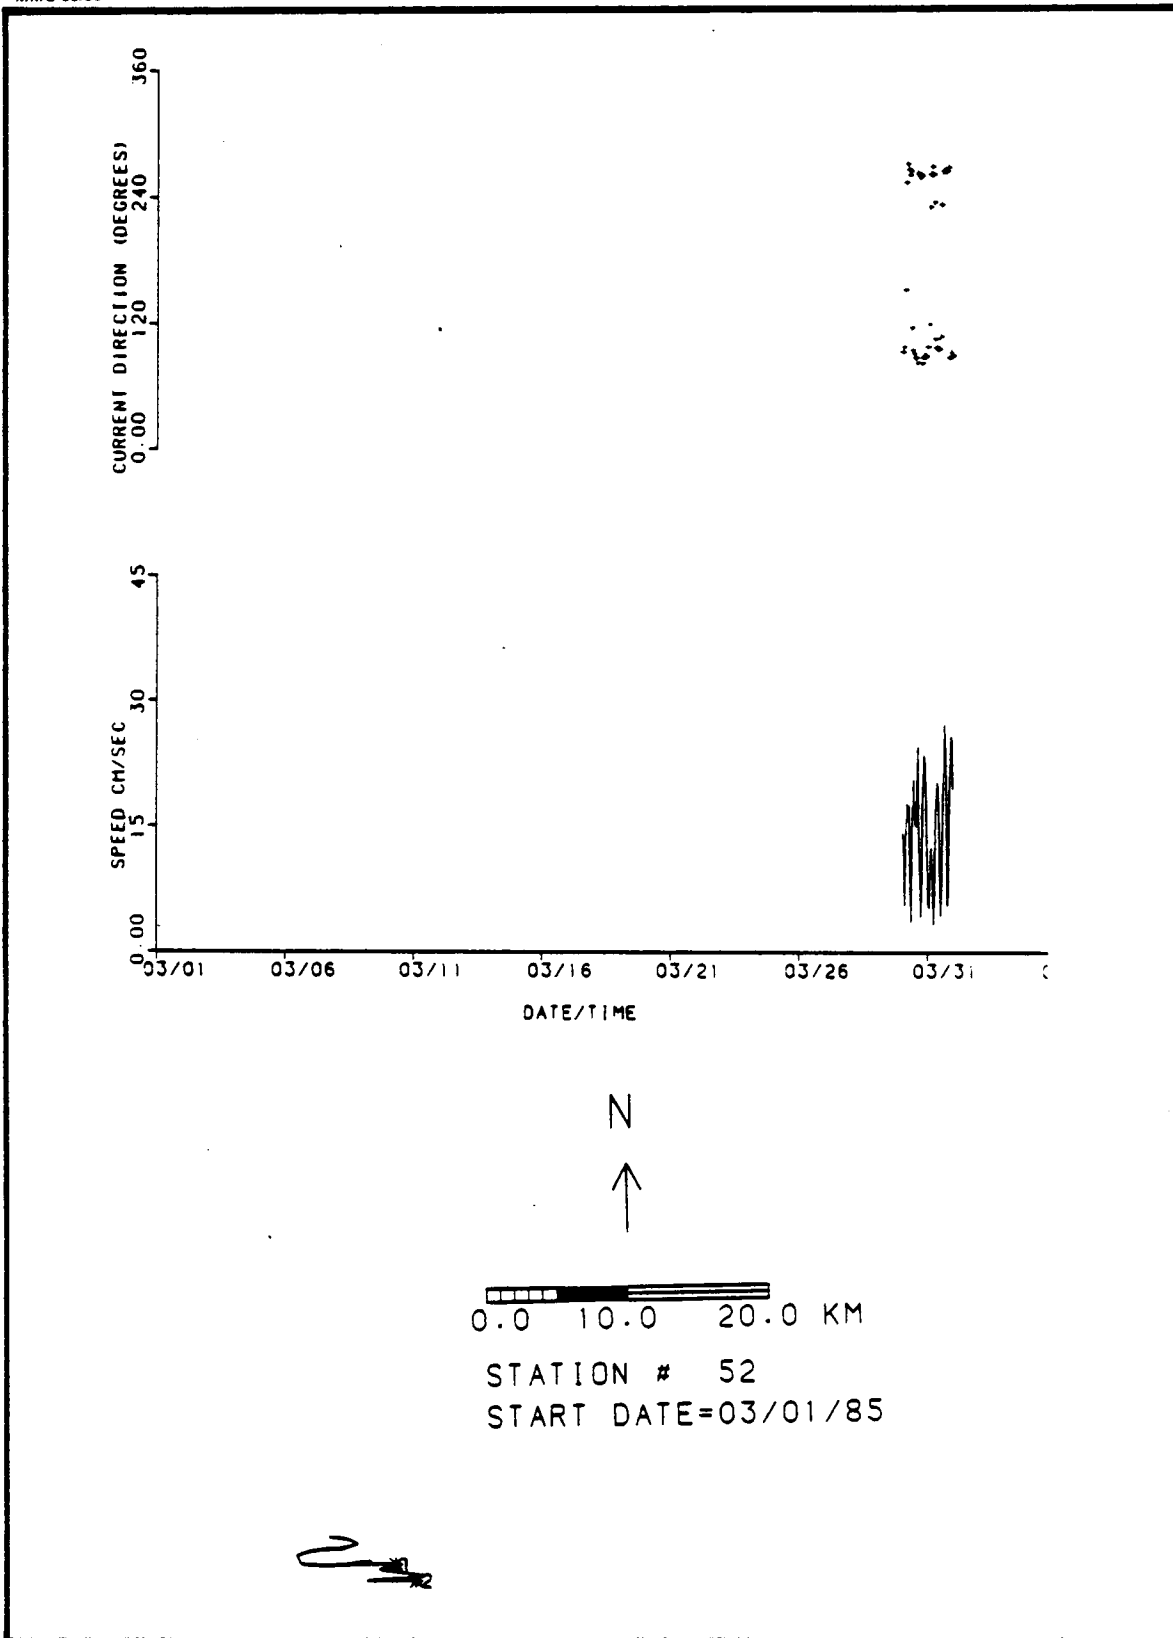 360
240
120
0.00
CURRENT DIRECTION (DEGREES)
45
30
15
0.00
SPEED CM/SEC
03/01 03/06 03/11 03/16 03/21 03/26 03/31
DATE/TIME
N
0.0 10.0 20.0 KM
STATION # 52
START DATE=03/01/85